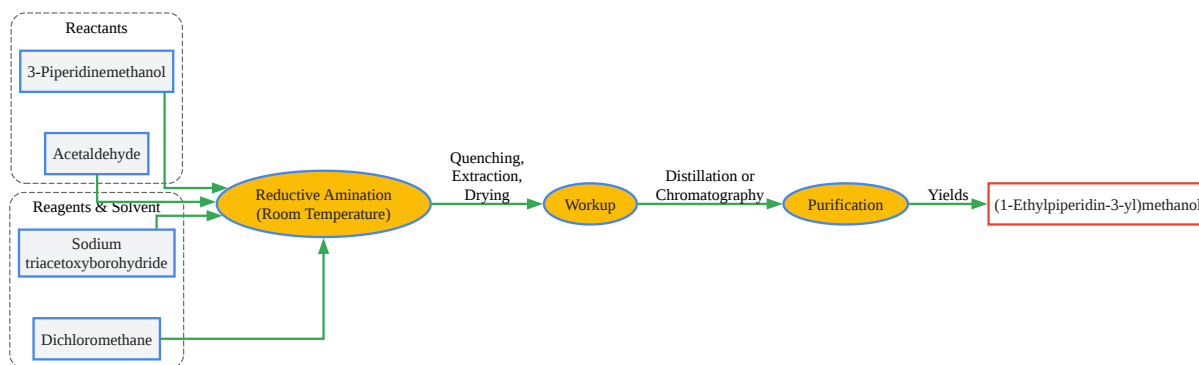 Reactants
3-Piperidinemethanol
Acetaldehyde
Reagents & Solvent
Sodium
triacetoxyborohydride
Dichloromethane
Reductive Amination
(Room Temperature)
Quenching,
Extraction,
Drying
Workup
Distillation or
Chromatography
Purification
Yields
(1-Ethylpiperidin-3-yl)methanol